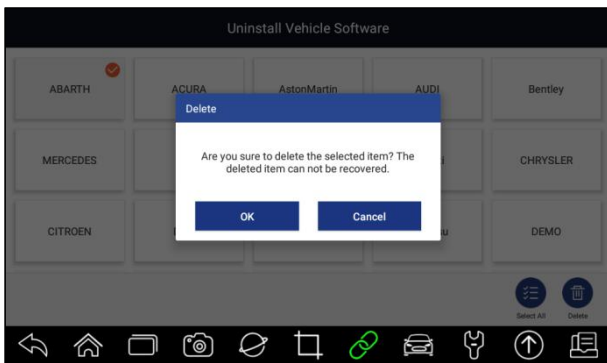 Uninstall Vehicle Software
ABARTH
ACURA
AstonMartin
AUDI
Bentley
Delete
Are you sure to delete the selected item? The
deleted item can not be recovered.
OK
Cancel
MERCEDES
CHRYSLER
CITROEN
DEMO
Select All
Delete